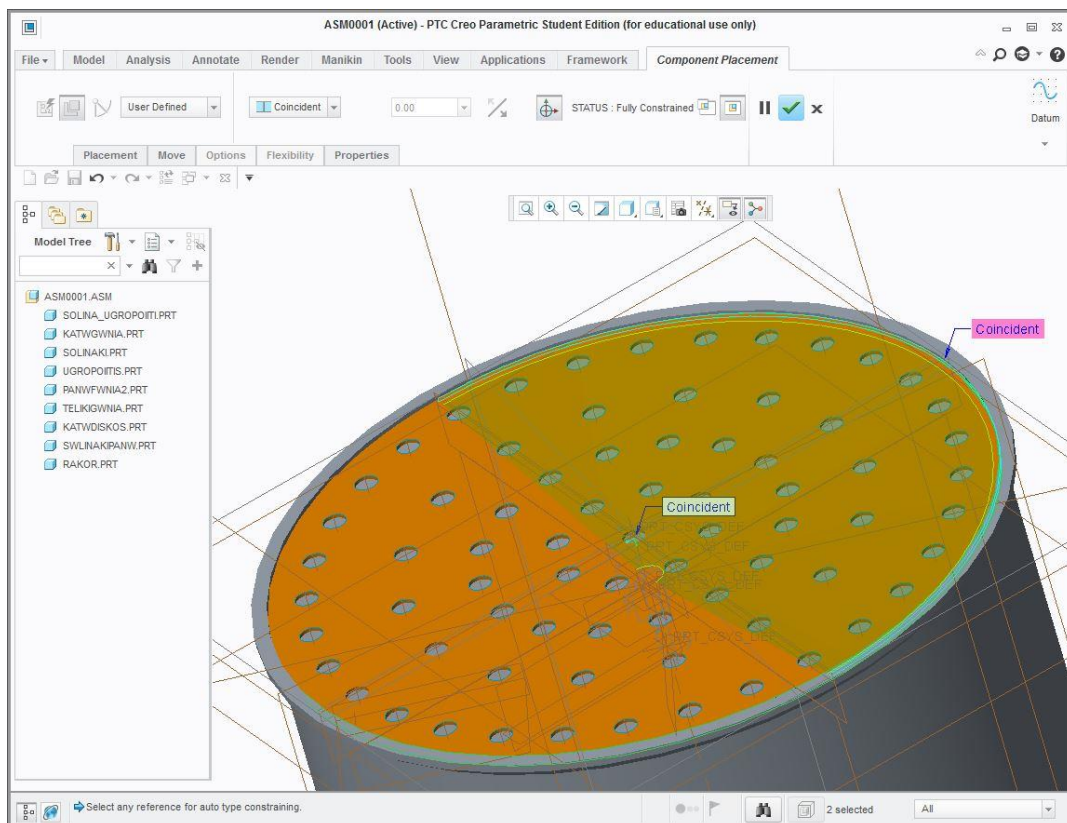 ASM0001 (Active) - PTC Creo Parametric Student Edition (for educational use only)
File Model Analysis Annotate Render Manikin Tools View Applications Framework Component Placement
User Defined Coincident 0.00 STATUS : Fully Constrained
Datum
Placement Move Options Flexibility Properties
Model Tree
ASM0001.ASM
SOLINA_UGROPOIITI.PRT
KATWGWNIA.PRT
SOLINAKI.PRT
UGROPOIITIS.PRT
PANWFWNIA2.PRT
TELIKIGWNIA.PRT
KATWDISKOS.PRT
SWLINAKIPANW.PRT
RAKOR.PRT
Coincident
Coincident
PRT_CSYS_DEF
PRT_CSYS_DEF
PRT_CSYS_DEF
Select any reference for auto type constraining.
2 selected
All